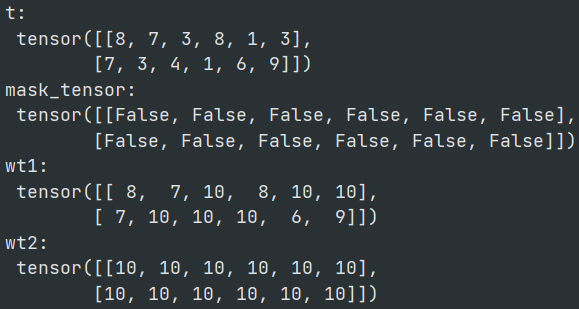 t:
 tensor([[8, 7, 3, 8, 1, 3],
        [7, 3, 4, 1, 6, 9]])
mask_tensor:
 tensor([[False, False, False, False, False, False],
        [False, False, False, False, False, False]])
wt1:
 tensor([[ 8,  7, 10,  8, 10, 10],
        [ 7, 10, 10, 10,  6,  9]])
wt2:
 tensor([[10, 10, 10, 10, 10, 10],
        [10, 10, 10, 10, 10, 10]])